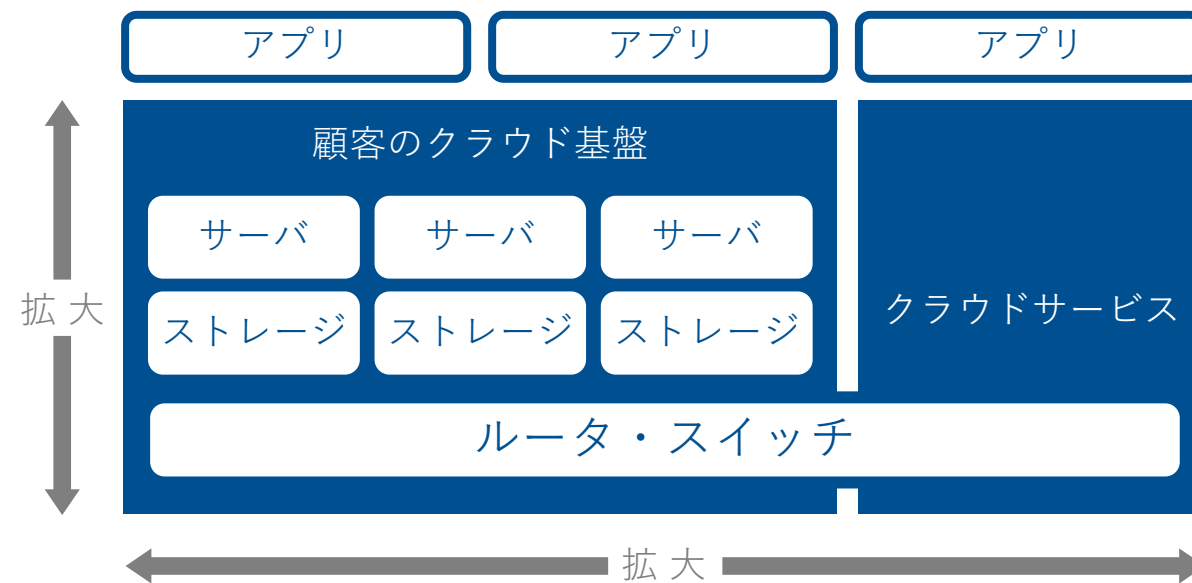 アプリ アプリ アプリ
顧客のクラウド基盤
サーバ サーバ サーバ
拡大
クラウドサービス
ストレージ ストレージ ストレージ
ルータ・スイッチ
拡大